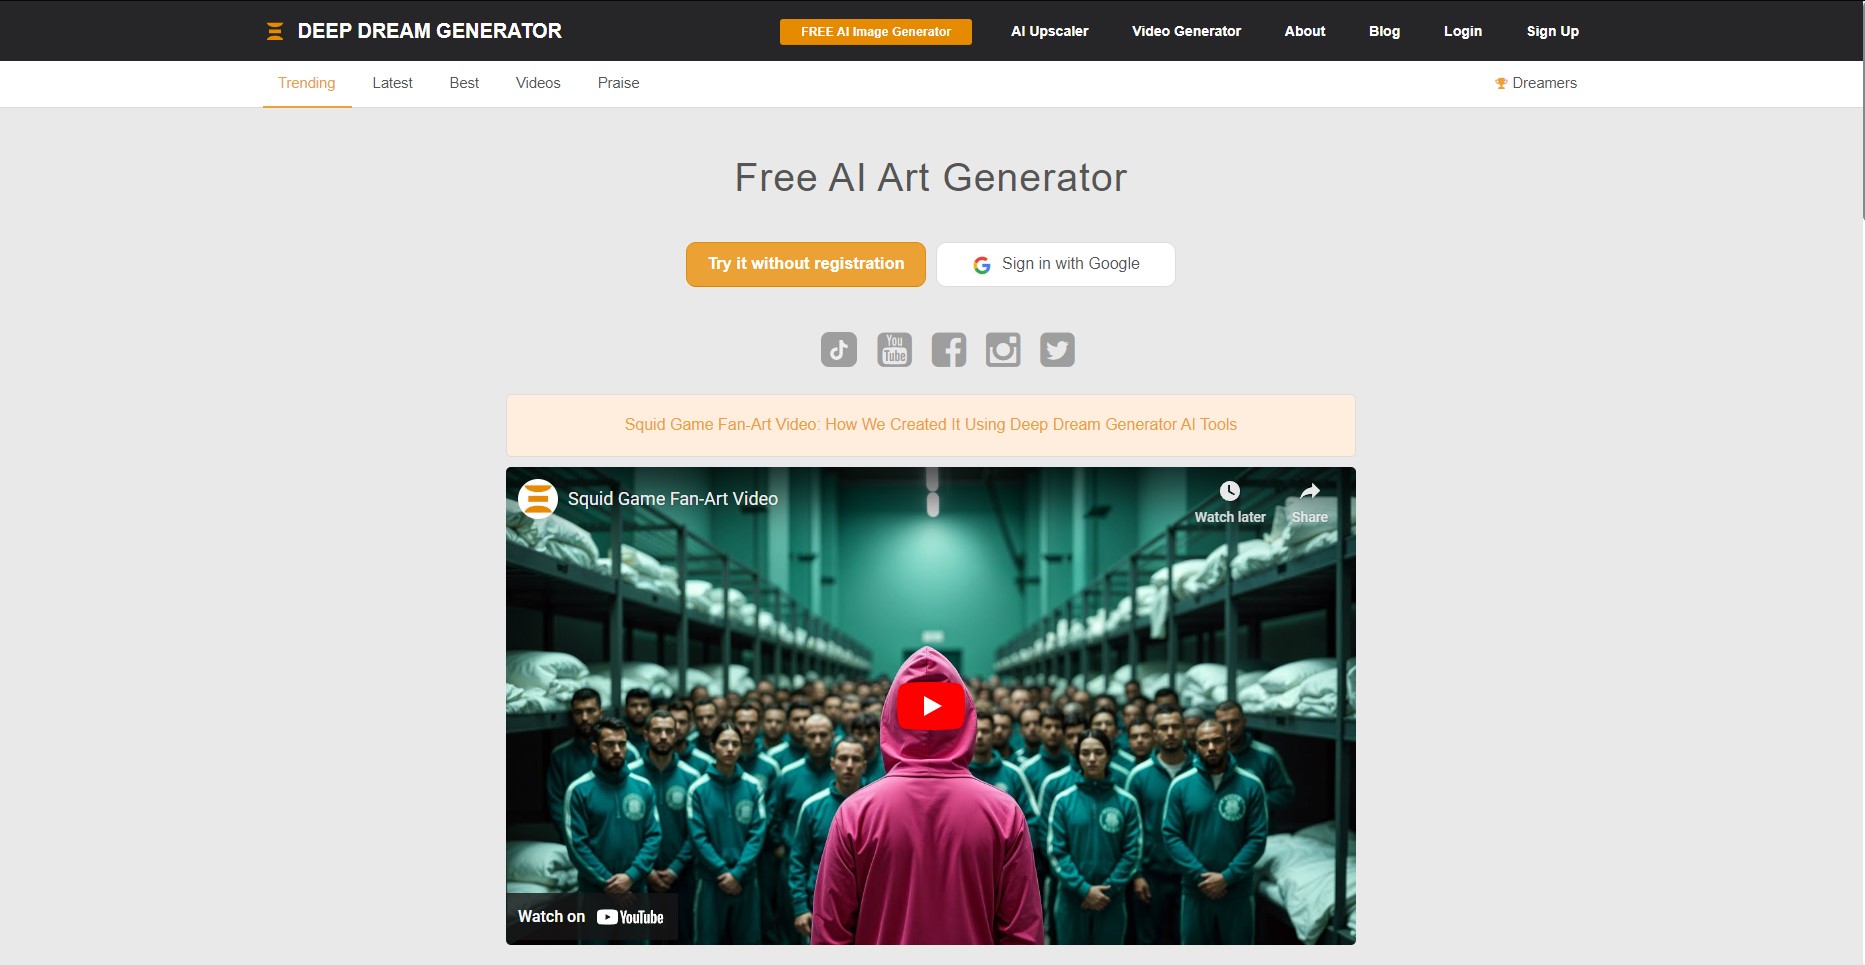 DEEP DREAM GENERATOR
FREE AI Image Generator
AI Upscaler
Video Generator
About
Blog
Login
Sign Up
Trending
Latest
Best
Videos
Praise
Dreamers
Free AI Art Generator
Try it without registration
Sign in with Google
You
Tube
Squid Game Fan-Art Video: How We Created It Using Deep Dream Generator AI Tools
Squid Game Fan-Art Video
Watch later
Share
Watch on YouTube